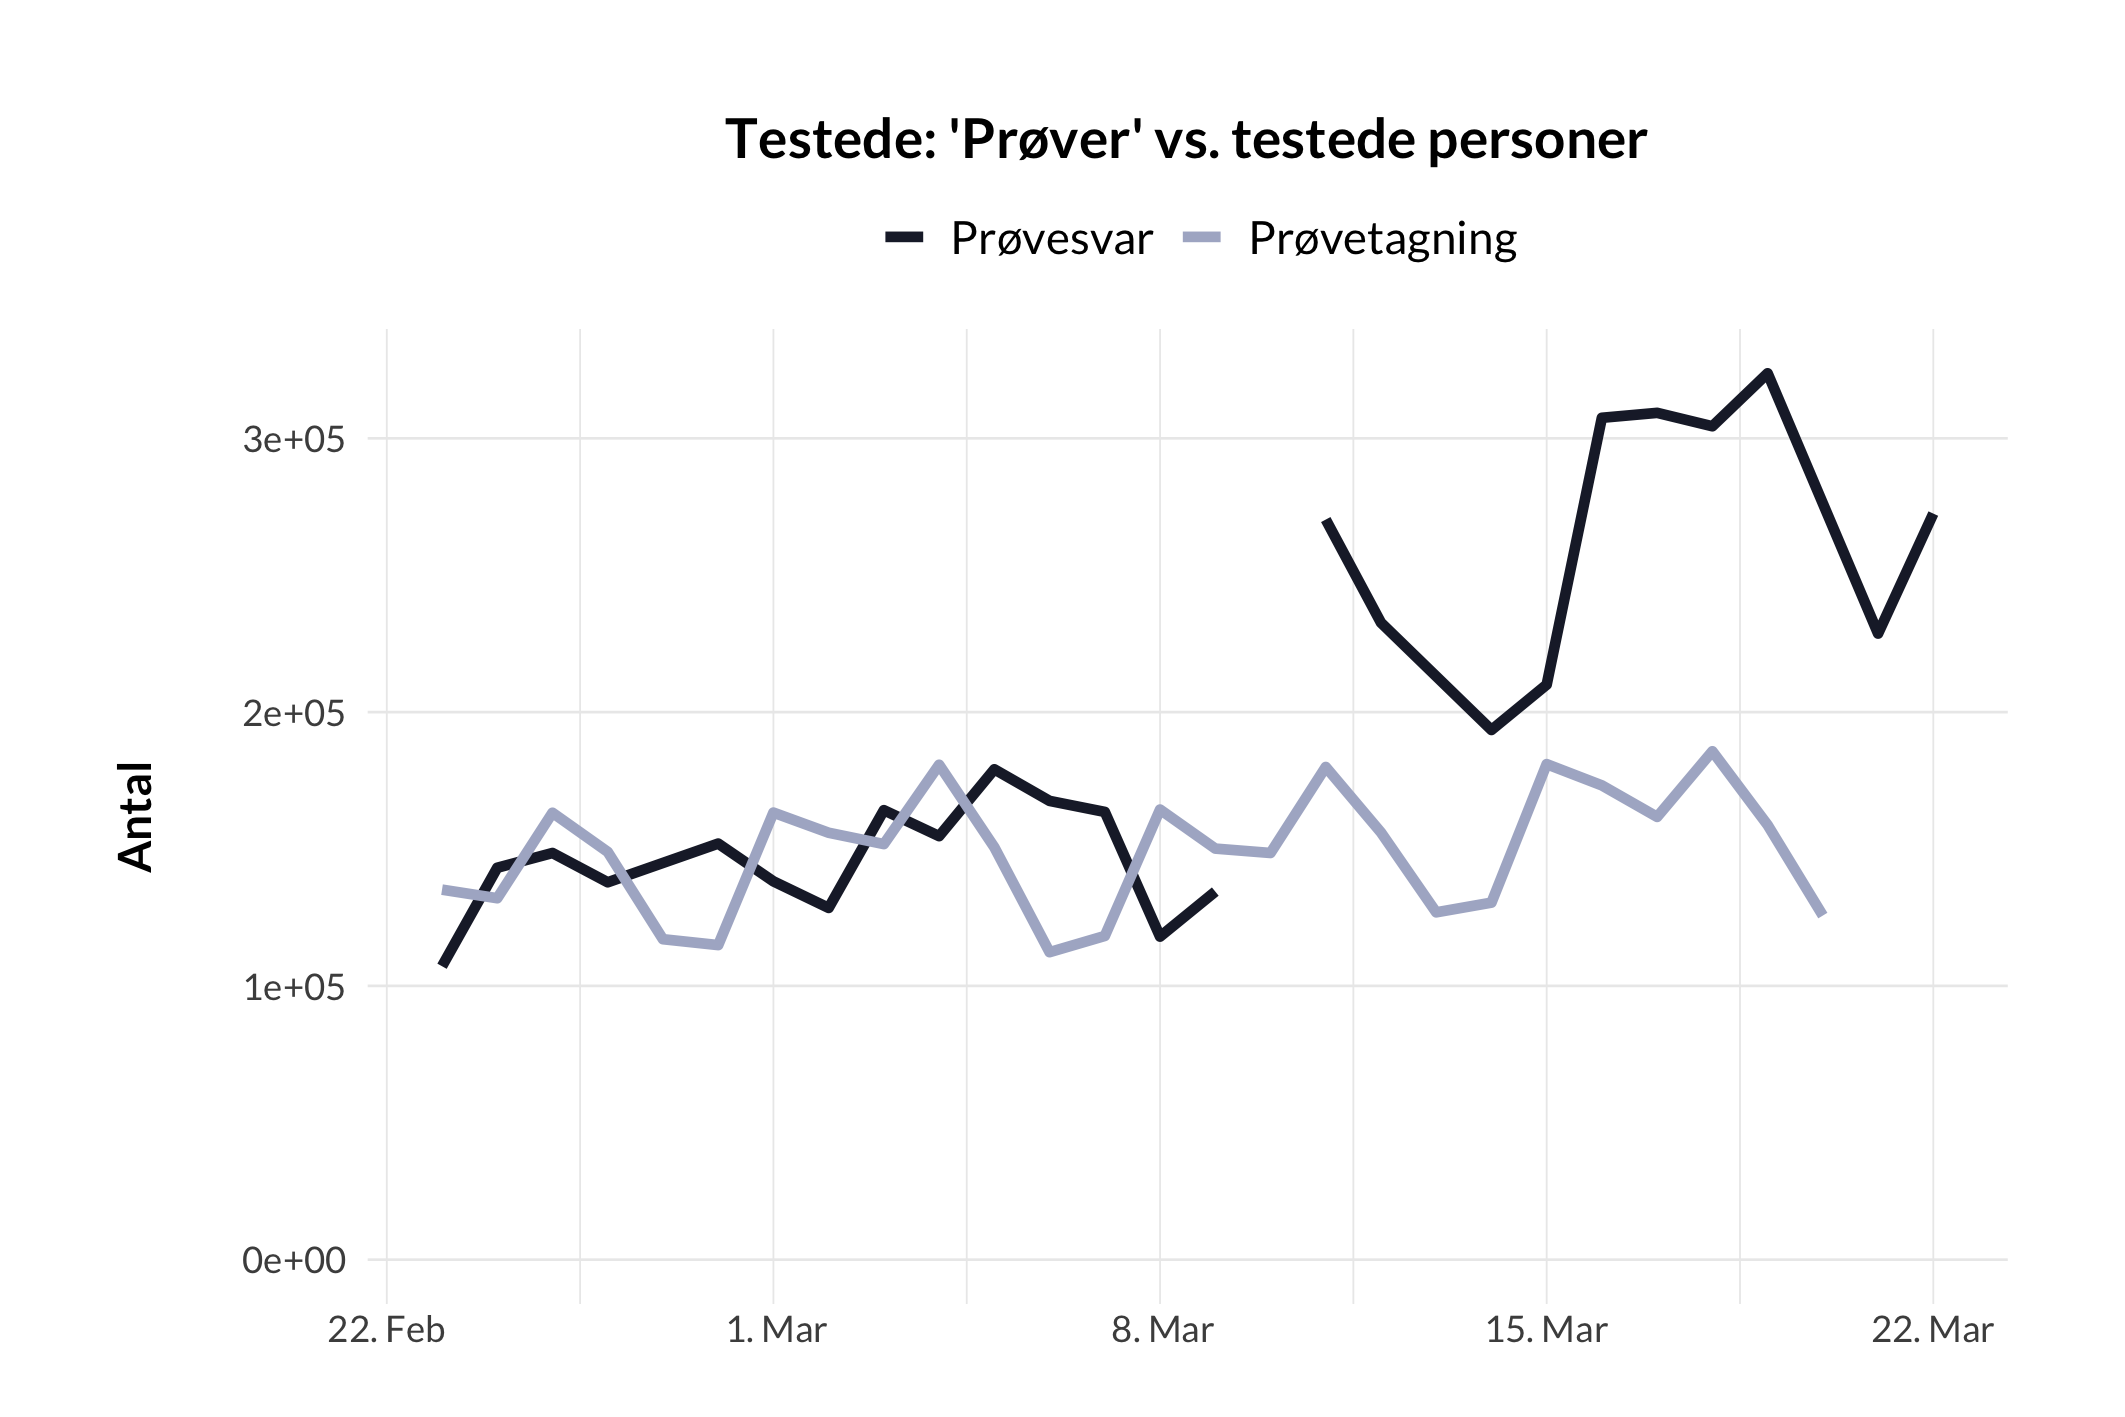 Testede: 'Prøver' vs. testede personer
Prøvesvar Prøvetagning
Antal
3e+05
2e+05
1e+05
0e+00
22. Feb 1. Mar 8. Mar 15. Mar 22. Mar